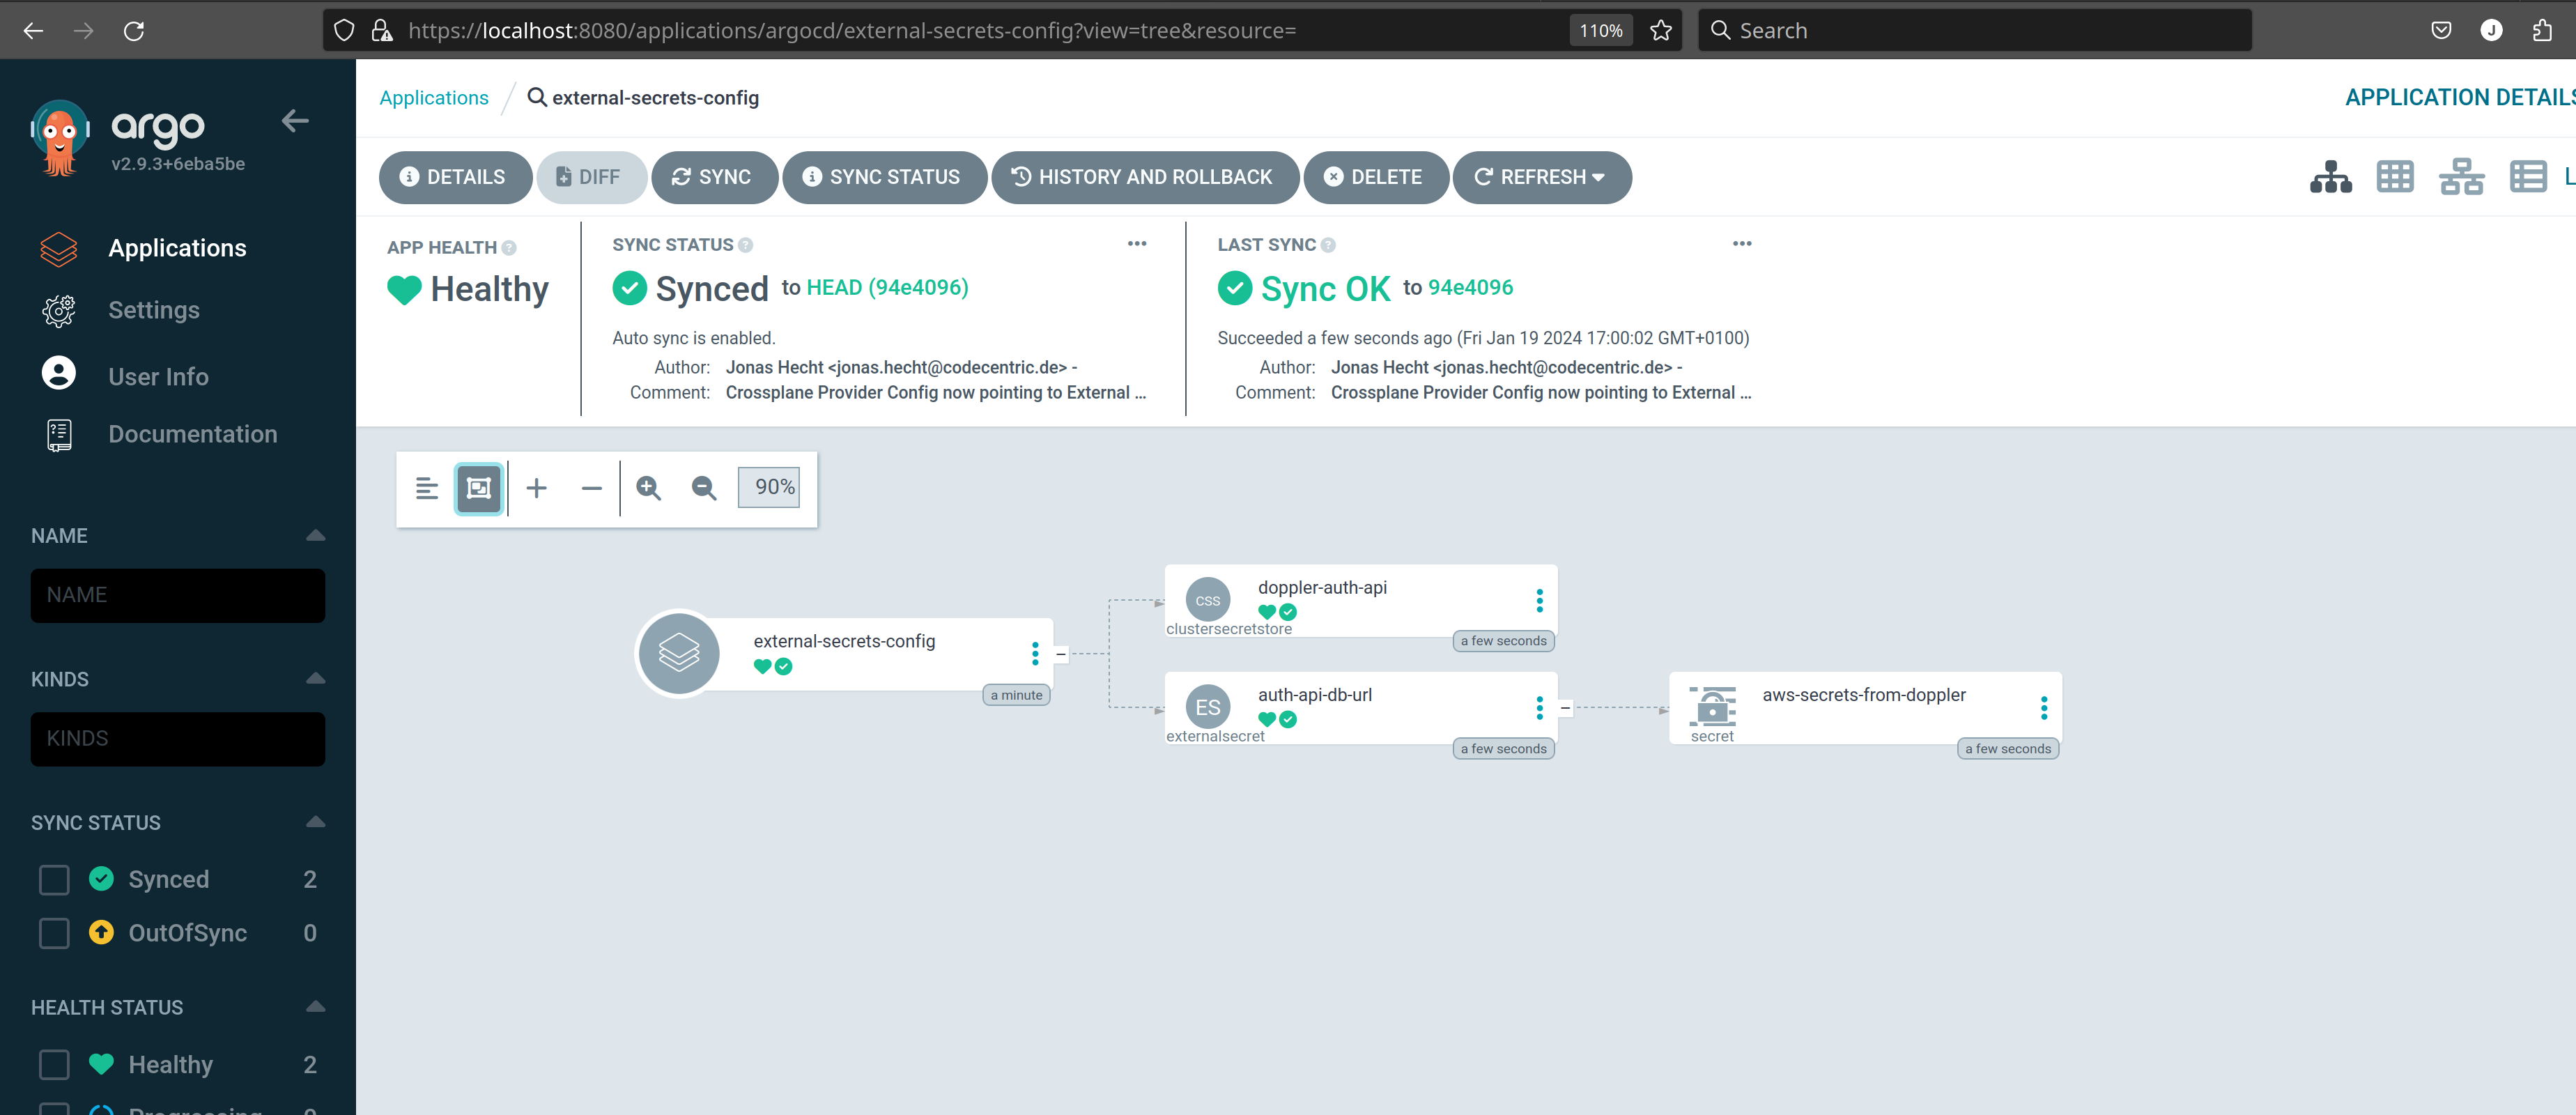 https://localhost:8080/applications/argocd/external-secrets-config?view=tree&resource=
110%
Search
J
argo
v2.9.3+6eba5be
Applications
Settings
User Info
Documentation
NAME
NAME
KINDS
KINDS
SYNC STATUS
Synced 2
OutOfSync 0
HEALTH STATUS
Healthy 2
Progressing 0
Applications / external-secrets-config
APPLICATION DETAILS
DETAILS DIFF SYNC SYNC STATUS HISTORY AND ROLLBACK DELETE REFRESH
APP HEALTH
Healthy
SYNC STATUS
Synced to HEAD (94e4096)
Auto sync is enabled.
Author: Jonas Hecht <jonas.hecht@codecentric.de> -
Comment: Crossplane Provider Config now pointing to External ...
LAST SYNC
Sync OK to 94e4096
Succeeded a few seconds ago (Fri Jan 19 2024 17:00:02 GMT+0100)
Author: Jonas Hecht <jonas.hecht@codecentric.de> -
Comment: Crossplane Provider Config now pointing to External ...
90%
external-secrets-config
a minute
CSS
clustersecretstore
doppler-auth-api
a few seconds
ES
externalsecret
auth-api-db-url
a few seconds
secret
aws-secrets-from-doppler
a few seconds